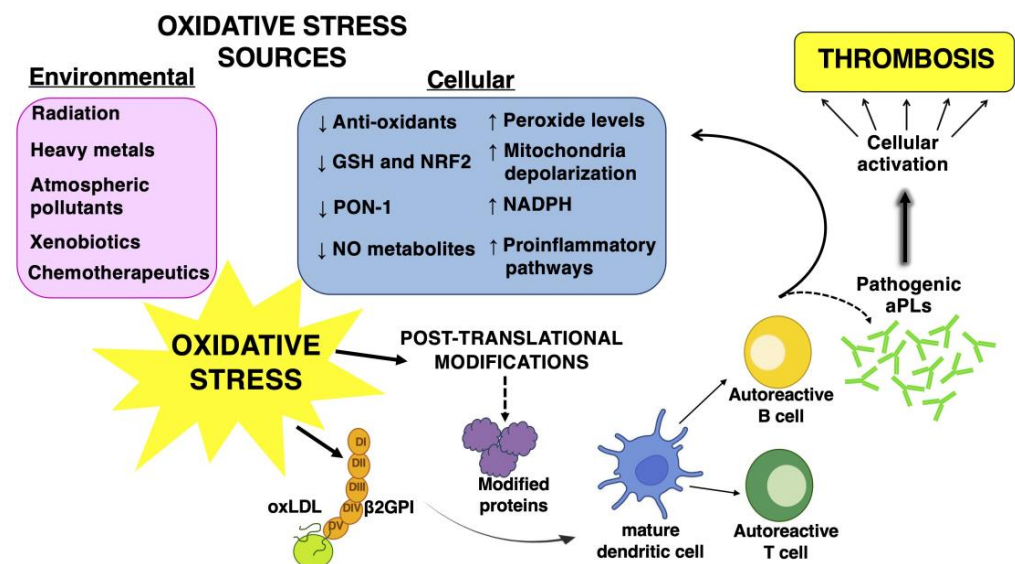 OXIDATIVE STRESS
SOURCES
Environmental
Radiation
Heavy metals
Atmospheric
pollutants
Xenobiotics
Chemotherapeutics
Cellular
↓ Anti-oxidants
↓ GSH and NRF2
↓ PON-1
↓ NO metabolites
↑ Peroxide levels
↑ Mitochondria
depolarization
↑ NADPH
↑ Proinflammatory
pathways
THROMBOSIS
Cellular
activation
Pathogenic
aPLs
OXIDATIVE
STRESS
POST-TRANSLATIONAL
MODIFICATIONS
Modified
proteins
DI
DII
DIII
DIV
DV
oxLDL
β2GPI
mature
dendritic cell
Autoreactive
B cell
Autoreactive
T cell